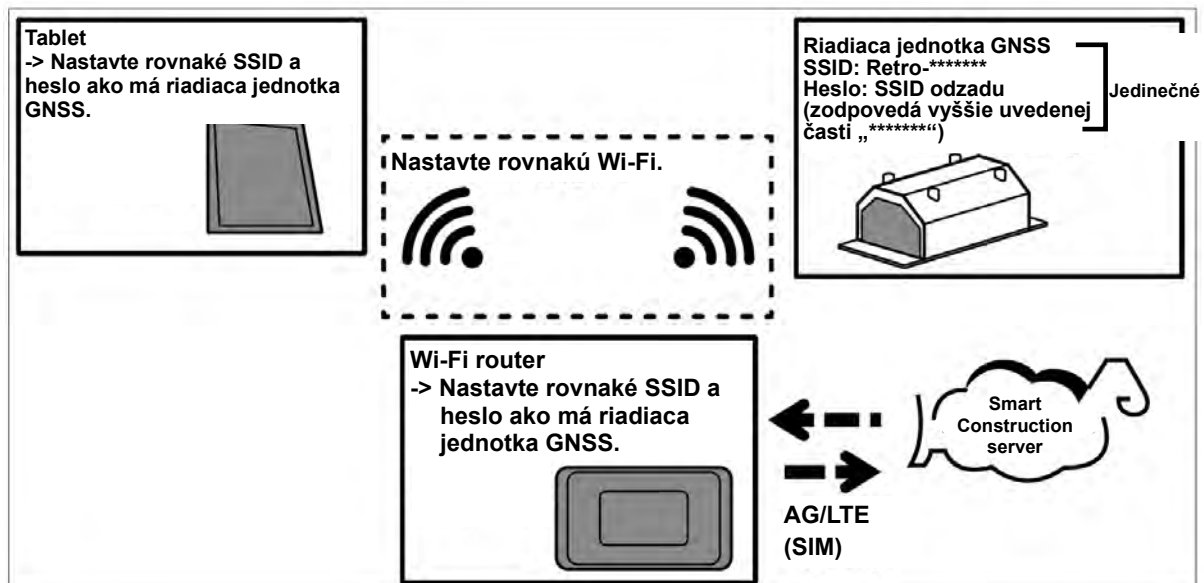 Tablet
-> Nastavte rovnaké SSID a
heslo ako má riadiaca jednotka
GNSS.
Riadiaca jednotka GNSS
SSID: Retro-*******
Heslo: SSID odzadu
(zodpovedá vyššie uvedenej
časti „*******“)
Jedinečné
Nastavte rovnakú Wi-Fi.
Wi-Fi router
-> Nastavte rovnaké SSID a
heslo ako má riadiaca
jednotka GNSS.
Smart
Construction
server
AG/LTE
(SIM)